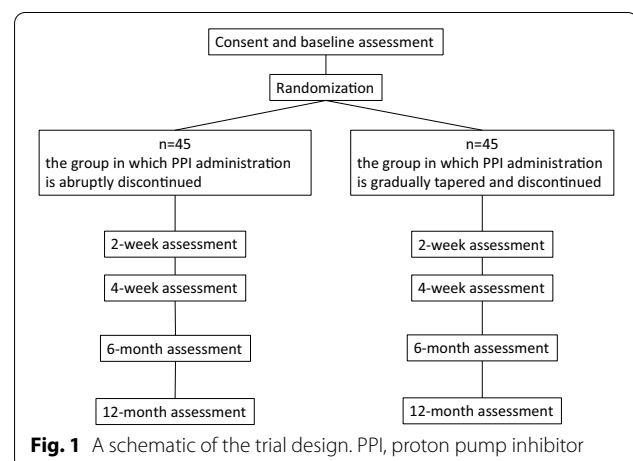 Consent and baseline assessment
Randomization
n=45
the group in which PPI administration
is abruptly discontinued
n=45
the group in which PPI administration
is gradually tapered and discontinued
2-week assessment
2-week assessment
4-week assessment
4-week assessment
6-month assessment
6-month assessment
12-month assessment
12-month assessment
Fig. 1 A schematic of the trial design. PPI, proton pump inhibitor